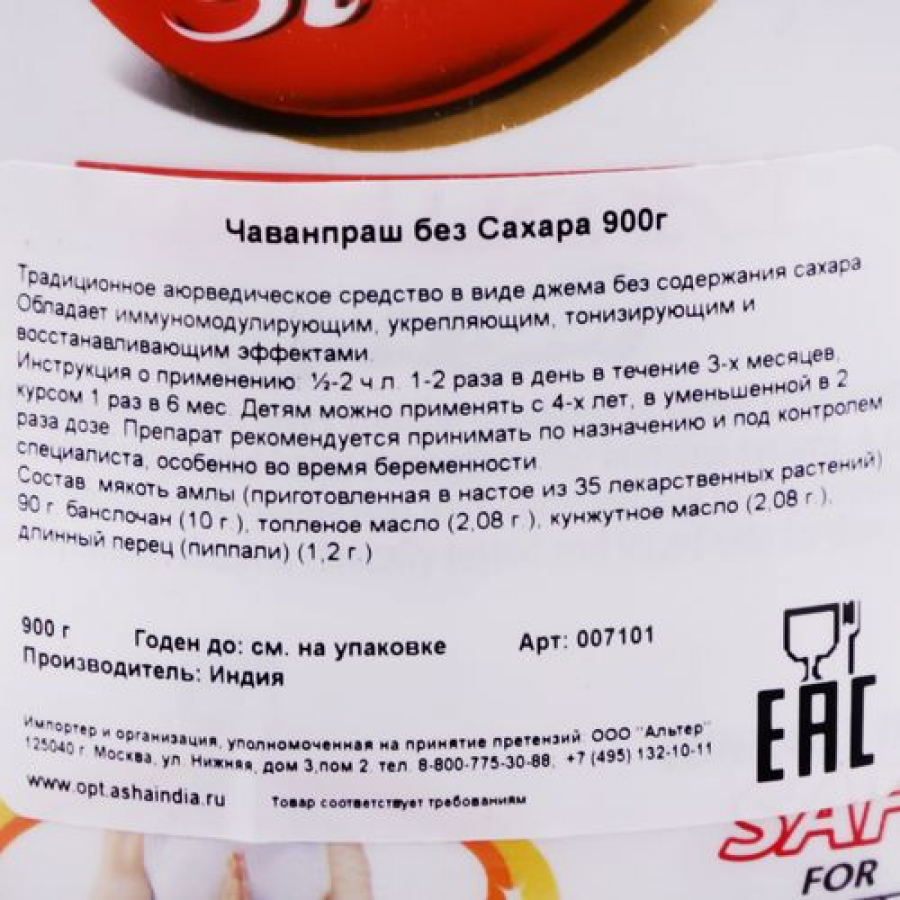 Чаванпраш без Сахара 900г
Традиционное аюрведическое средство в виде джема без содержания сахара
Обладает иммуномодулирующим, укрепляющим, тонизирующим и
восстанавливающим эффектами.
Инструкция о применению: ½-2 ч л. 1-2 раза в день в течение 3-х месяцев,
курсом 1 раз в 6 мес. Детям можно применять с 4-х лет, в уменьшенной в 2
раза дозе. Препарат рекомендуется принимать по назначению и под контролем
специалиста, особенно во время беременности.
Состав: мякоть амлы (приготовленная в настое из 35 лекарственных растений)
90 г. банслочан (10 г.), топленое масло (2,08 г.), кунжутное масло (2,08 г.),
длинный перец (пиппали) (1,2 г.)
900 г Годен до: см. на упаковке Арт: 007101
Производитель: Индия
EAC
Импортер и организация, уполномоченная на принятие претензий: ООО "Альтер"
125040 г. Москва, ул. Нижняя, дом 3,пом 2. тел. 8-800-775-30-88, +7 (495) 132-10-11
www.opt.ashaindia.ru Товар соответствует требованиям
FOR